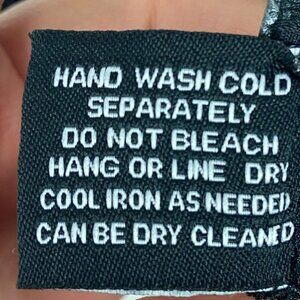 HAND WASH COLD
SEPARATELY
DO NOT BLEACH
HANG OR LINE DRY
COOL IRON AS NEEDED
CAN BE DRY CLEANED